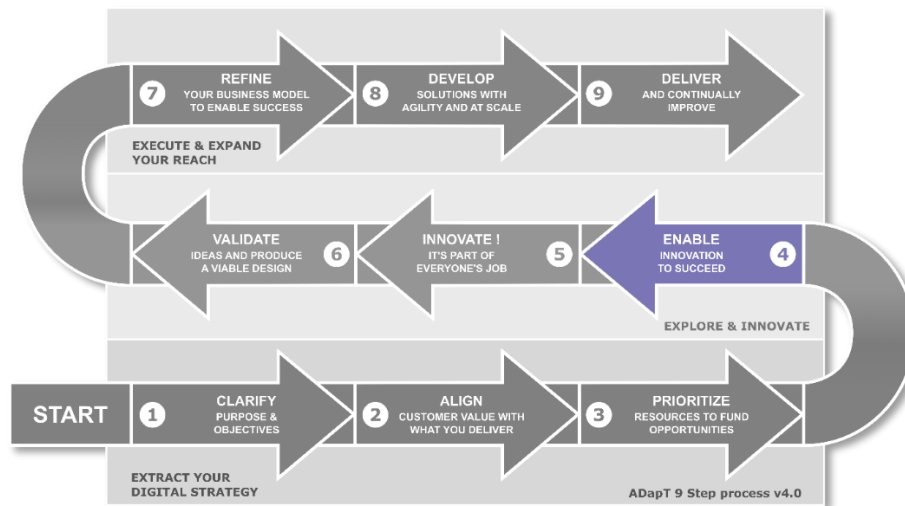 7
REFINE
YOUR BUSINESS MODEL
TO ENABLE SUCCESS
8
DEVELOP
SOLUTIONS WITH
AGILITY AND AT SCALE
9
DELIVER
AND CONTINUALLY
IMPROVE
EXECUTE & EXPAND
YOUR REACH
VALIDATE
IDEAS AND PRODUCE
A VIABLE DESIGN
6
INNOVATE !
IT'S PART OF
EVERYONE'S JOB
5
ENABLE
INNOVATION
TO SUCCEED
4
EXPLORE & INNOVATE
START
1
CLARIFY
PURPOSE &
OBJECTIVES
2
ALIGN
CUSTOMER VALUE WITH
WHAT YOU DELIVER
3
PRIORITIZE
RESOURCES TO FUND
OPPORTUNITIES
EXTRACT YOUR
DIGITAL STRATEGY
ADapT 9 Step process v4.0